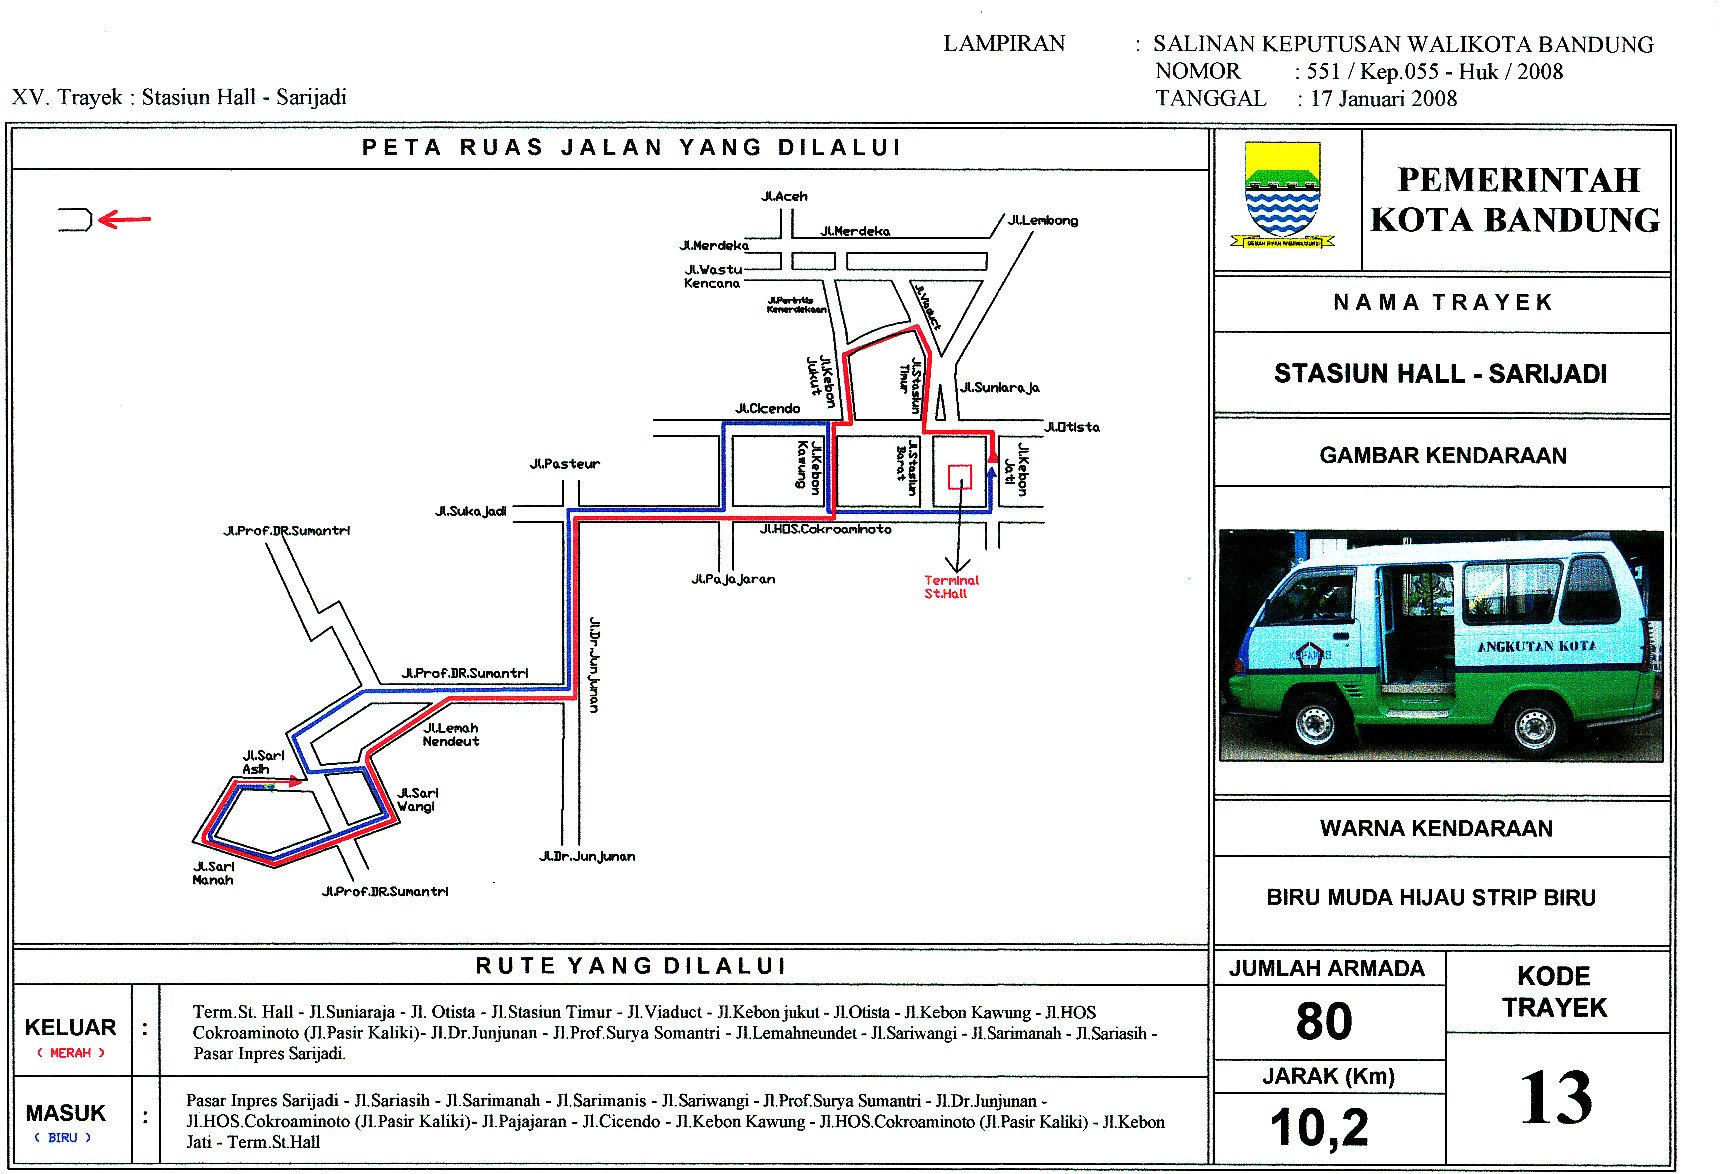 LAMPIRAN : SALINAN KEPUTUSAN WALIKOTA BANDUNG
NOMOR : 551 / Kep.055 - Huk / 2008
TANGGAL : 17 Januari 2008
XV. Trayek : Stasiun Hall - Sarijadi
PETA RUAS JALAN YANG DILALUI
Jl.Aceh
Jl.Merdeka
Jl.Lembong
Jl.Merdeka
Jl.Wastu
Kencana
Jl.Perintis
Kemerdekaan
Jl.Viaduct
Jl.Kebon
Jukut
Jl.Stasiun
Timur
Jl.Suniaraja
Jl.Cicendo
Jl.Otista
Jl.Kebon
Kawung
Jl.Stasiun
Barat
Jl.Kebon
Jati
Jl.Pasteur
Jl.Sukajadi
Jl.HOS.Cokroaminoto
Jl.Prof.DR.Sumantri
Jl.Pajajaran
Terminal
St.Hall
Jl.Dr.Junjunan
Jl.Prof.DR.Sumantri
Jl.Lemah
Nendeut
Jl.Sari
Asih
Jl.Sari
Wangi
Jl.Dr.Junjunan
Jl.Sari
Manah
Jl.Prof.DR.Sumantri
PEMERINTAH
KOTA BANDUNG
NAMA TRAYEK
STASIUN HALL - SARIJADI
GAMBAR KENDARAAN
ANGKUTAN KOTA
WARNA KENDARAAN
BIRU MUDA HIJAU STRIP BIRU
JUMLAH ARMADA
80
JARAK (Km)
10,2
KODE
TRAYEK
13
RUTE YANG DILALUI
KELUAR :
( MERAH )
Term.St. Hall - Jl.Suniaraja - Jl. Otista - Jl.Stasiun Timur - Jl.Viaduct - Jl.Kebon jukut - Jl.Otista - Jl.Kebon Kawung - Jl.HOS
Cokroaminoto (Jl.Pasir Kaliki)- Jl.Dr.Junjunan - Jl.Prof.Surya Somantri - Jl.Lemahneundet - Jl.Sariwangi - Jl.Sarimanah - Jl.Sariasih -
Pasar Inpres Sarijadi.
MASUK :
( BIRU )
Pasar Inpres Sarijadi - Jl.Sariasih - Jl.Sarimanah - Jl.Sarimanis - Jl.Sariwangi - Jl.Prof.Surya Sumantri - Jl.Dr.Junjunan -
Jl.HOS.Cokroaminoto (Jl.Pasir Kaliki)- Jl.Pajajaran - Jl.Cicendo - Jl.Kebon Kawung - Jl.HOS.Cokroaminoto (Jl.Pasir Kaliki) - Jl.Kebon
Jati - Term.St.Hall